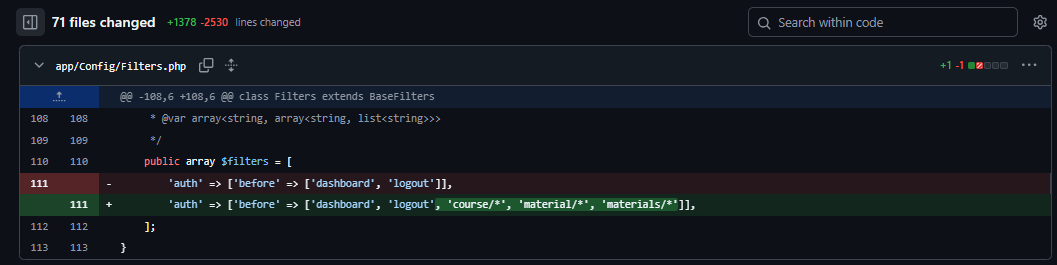 71 files changed +1378 -2530 lines changed Search within code
app/Config/Filters.php +1 -1
@@ -108,6 +108,6 @@ class Filters extends BaseFilters
108 108 * @var array<string, array<string, list<string>>>
109 109 */
110 110 public array $filters = [
111 - 'auth' => ['before' => ['dashboard', 'logout']],
111 + 'auth' => ['before' => ['dashboard', 'logout', 'course/*', 'material/*', 'materials/*']],
112 112 ];
113 113 }